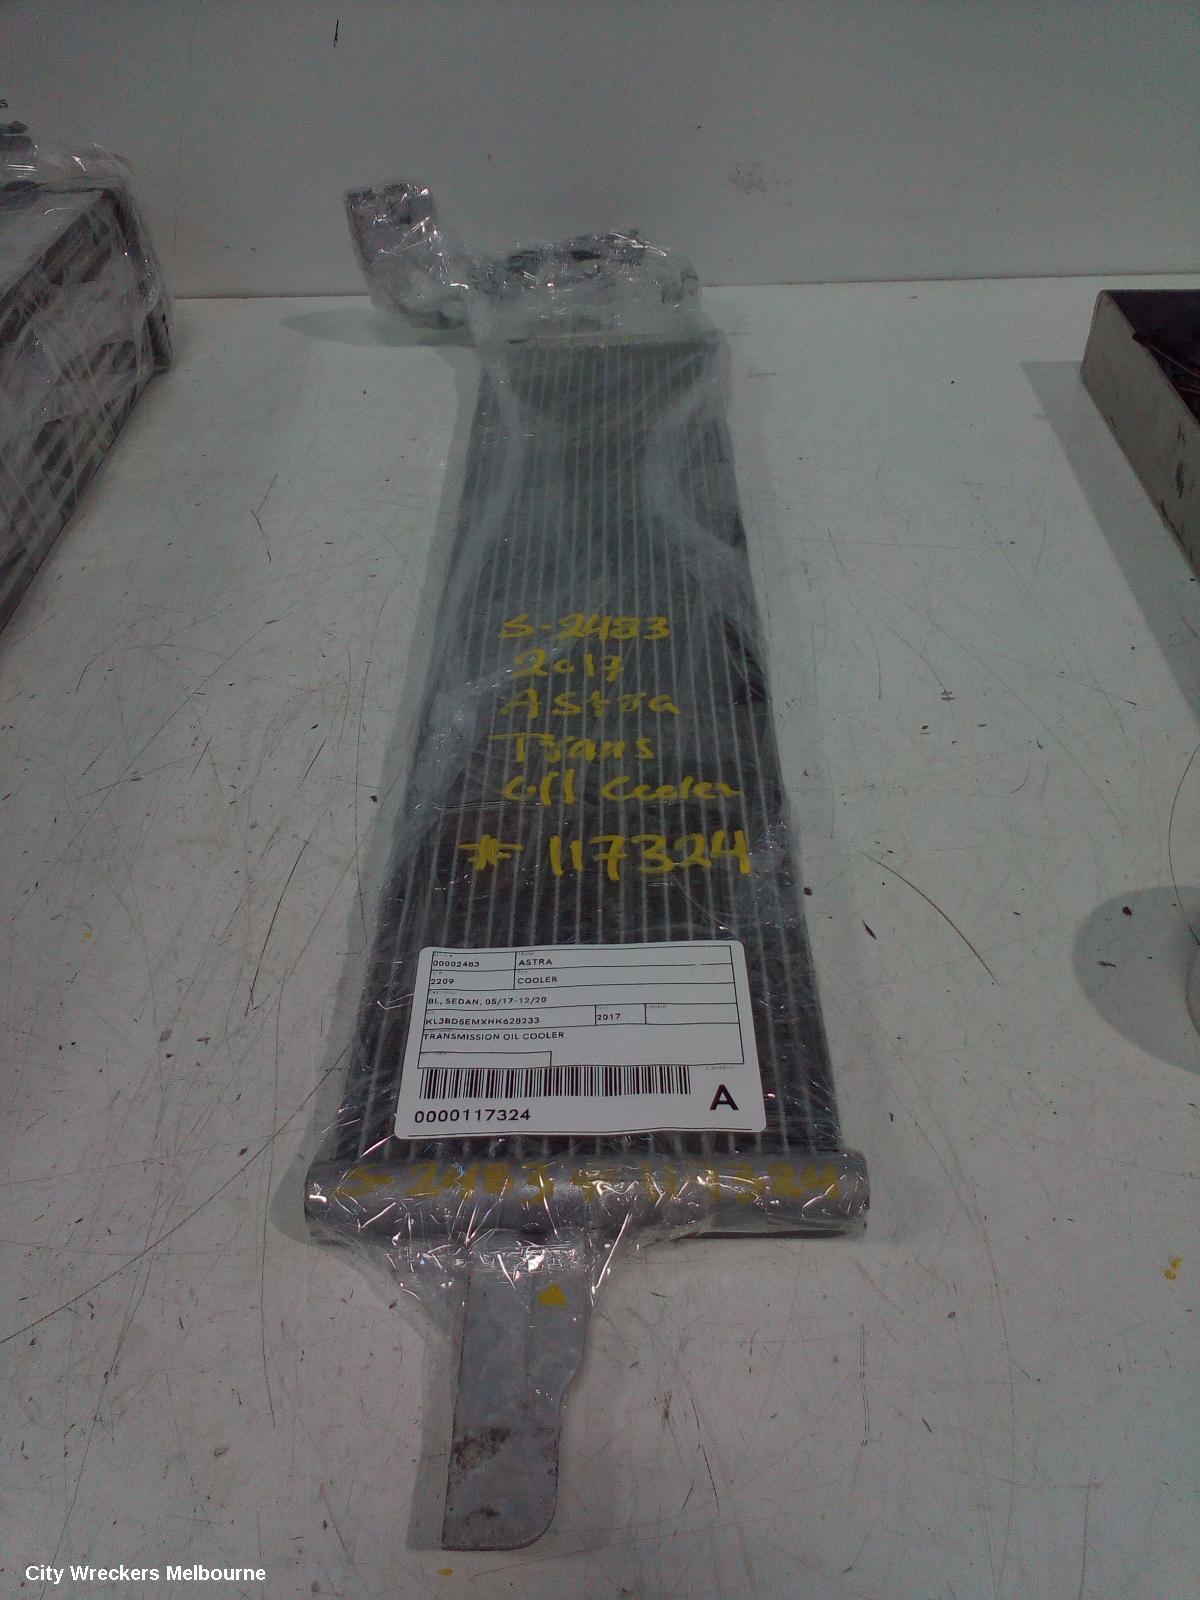 s
S-2483
2017
Astra
Trans
Oil Cooler
# 117324
00002483
ASTRA
2209
COOLER
BL, SEDAN, 05/17-12/20
KL3BD5EMXHK628233
2017
TRANSMISSION OIL COOLER
A
0000117324
S-2483 # 117324
City Wreckers Melbourne